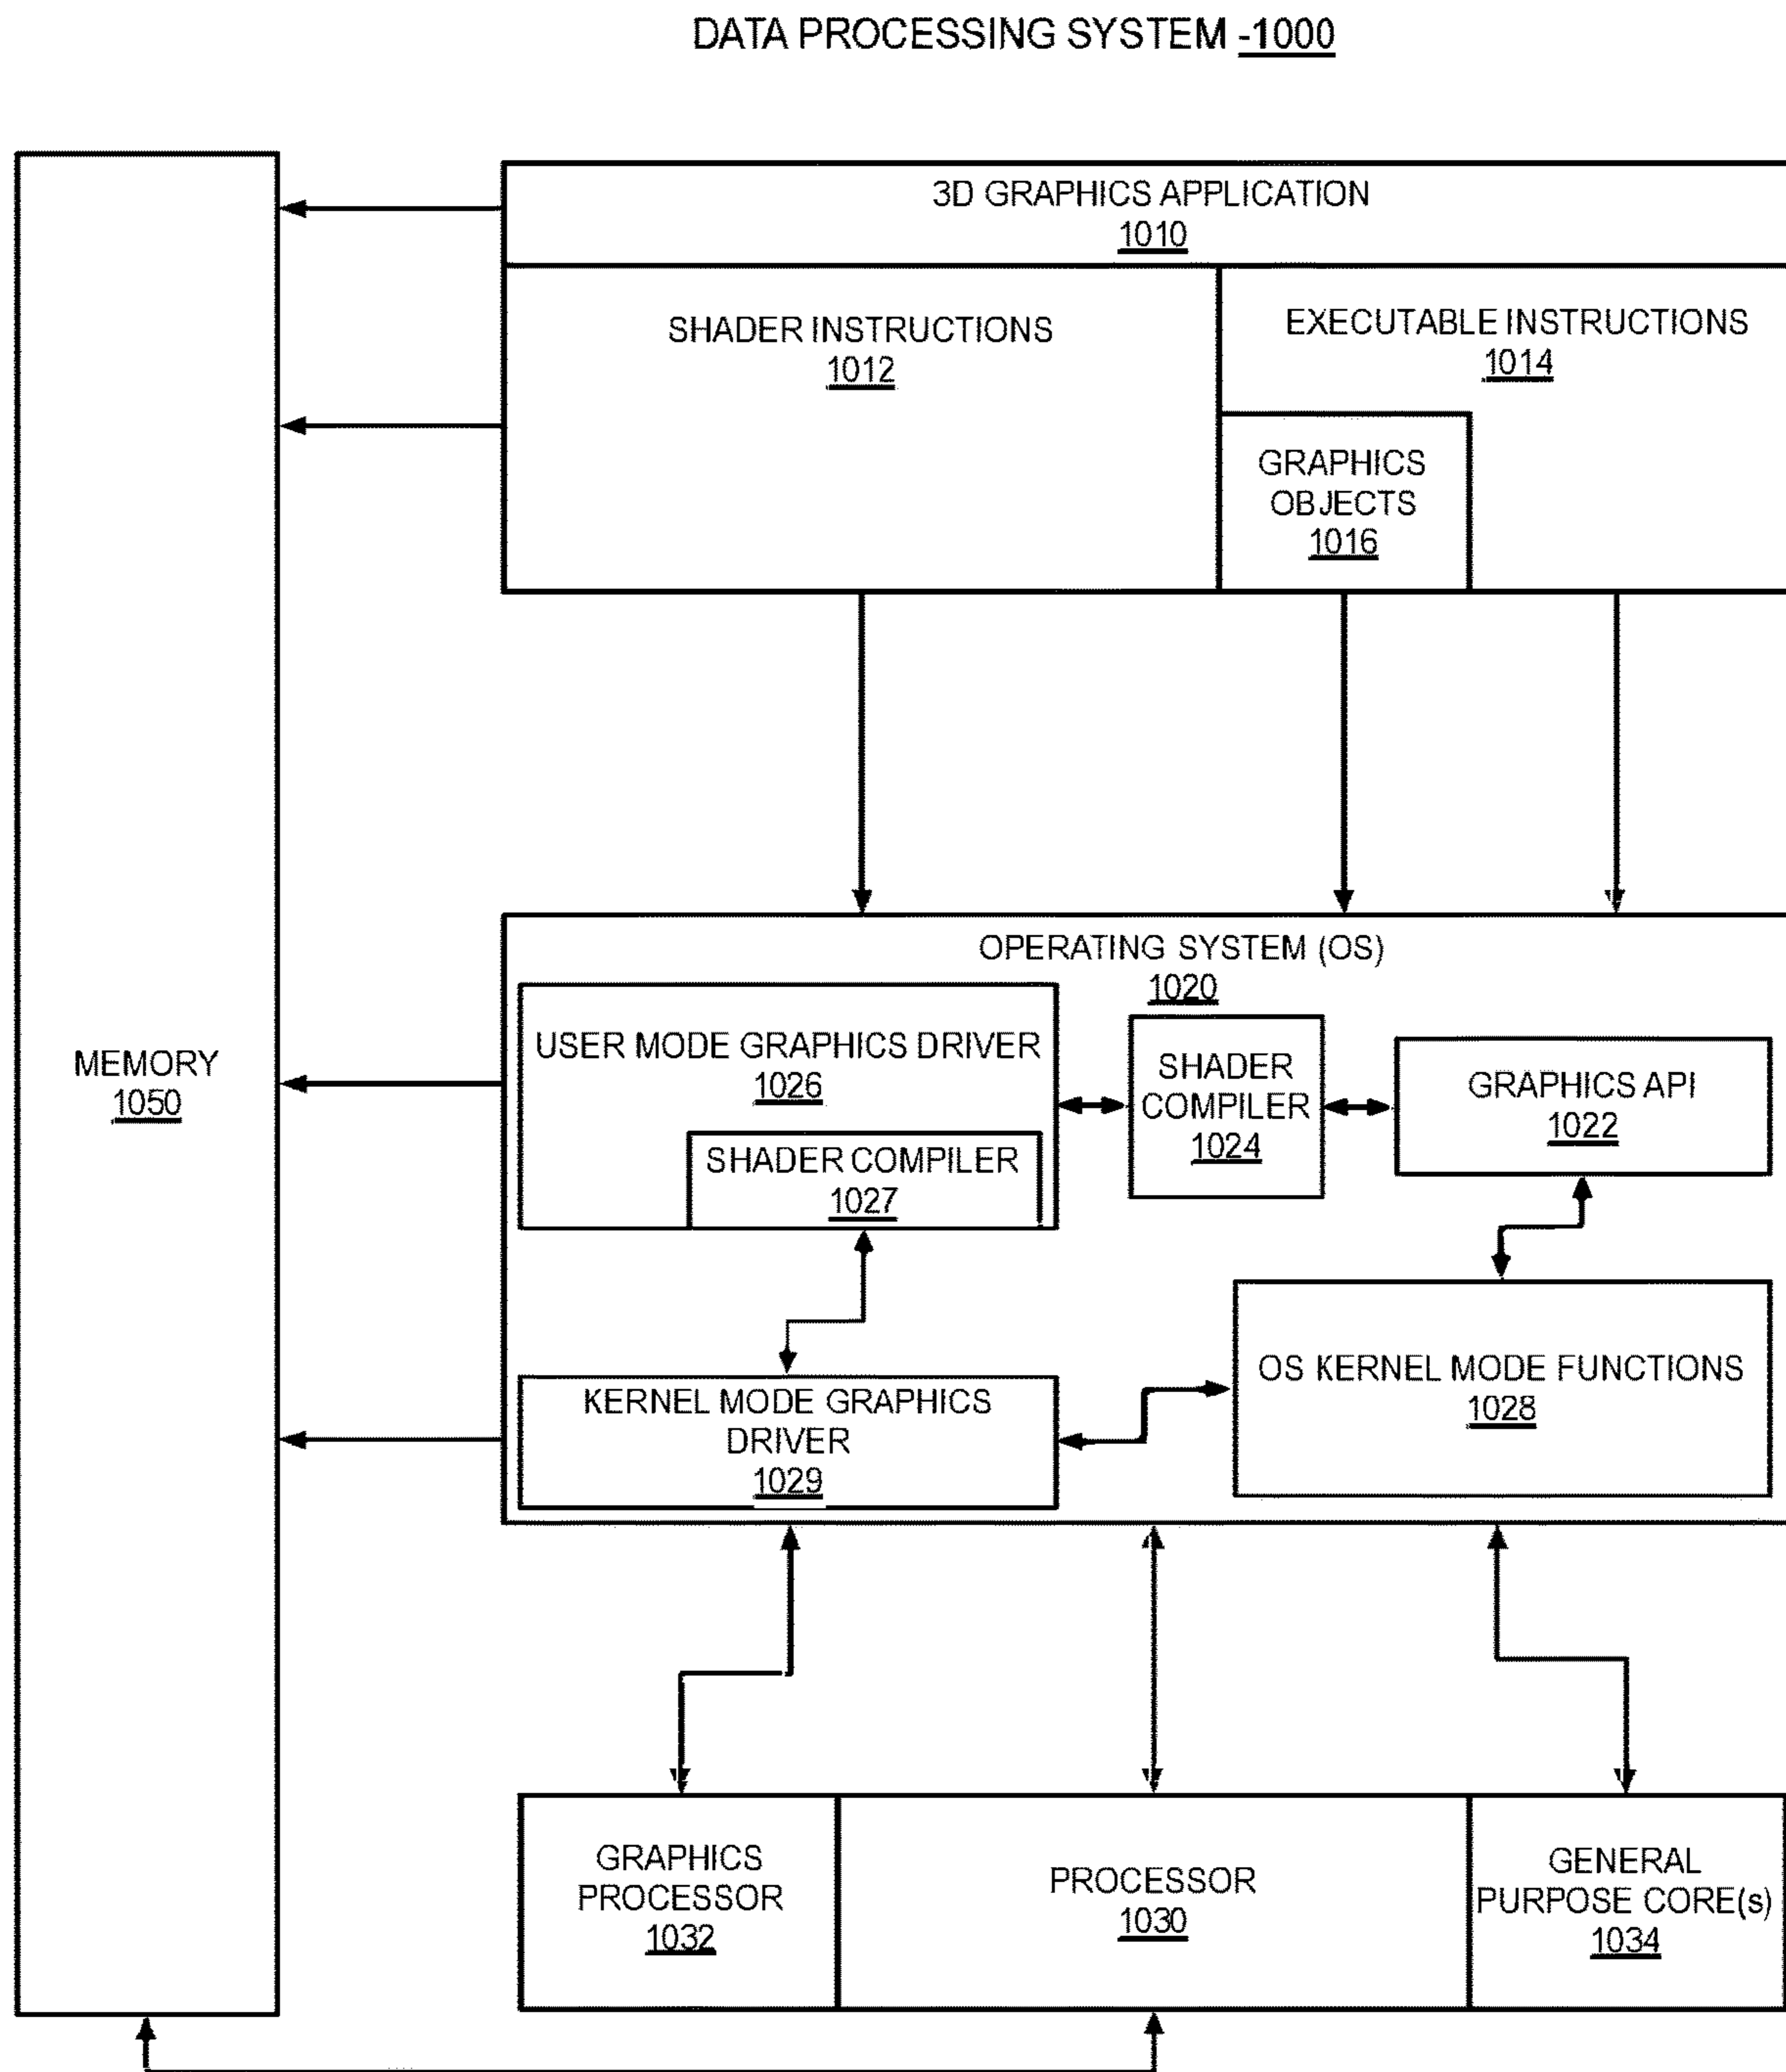 DATA PROCESSING SYSTEM -1000
3D GRAPHICS APPLICATION
1010
SHADER INSTRUCTIONS
1012
EXECUTABLE INSTRUCTIONS
1014
GRAPHICS
OBJECTS
1016
OPERATING SYSTEM (OS)
1020
USER MODE GRAPHICS DRIVER
1026
SHADER COMPILER
1027
SHADER
COMPILER
1024
GRAPHICS API
1022
MEMORY
1050
KERNEL MODE GRAPHICS
DRIVER
1029
OS KERNEL MODE FUNCTIONS
1028
GRAPHICS
PROCESSOR
1032
PROCESSOR
1030
GENERAL
PURPOSE CORE(s)
1034